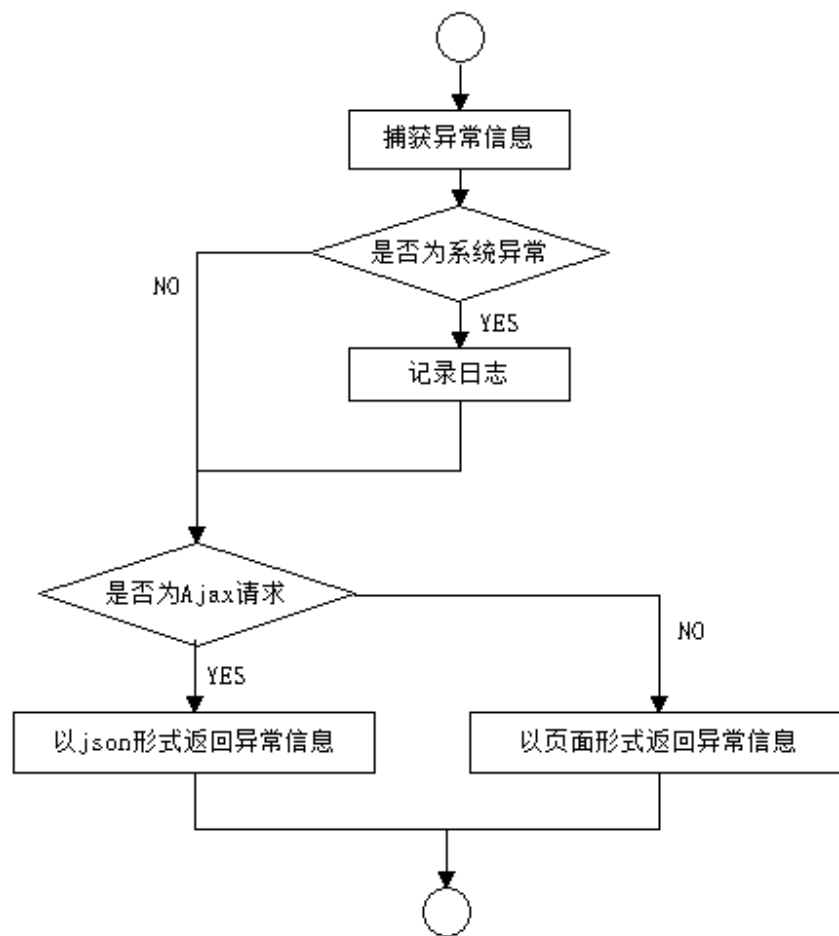 捕获异常信息
是否为系统异常
NO
YES
记录日志
是否为Ajax请求
NO
YES
以json形式返回异常信息
以页面形式返回异常信息